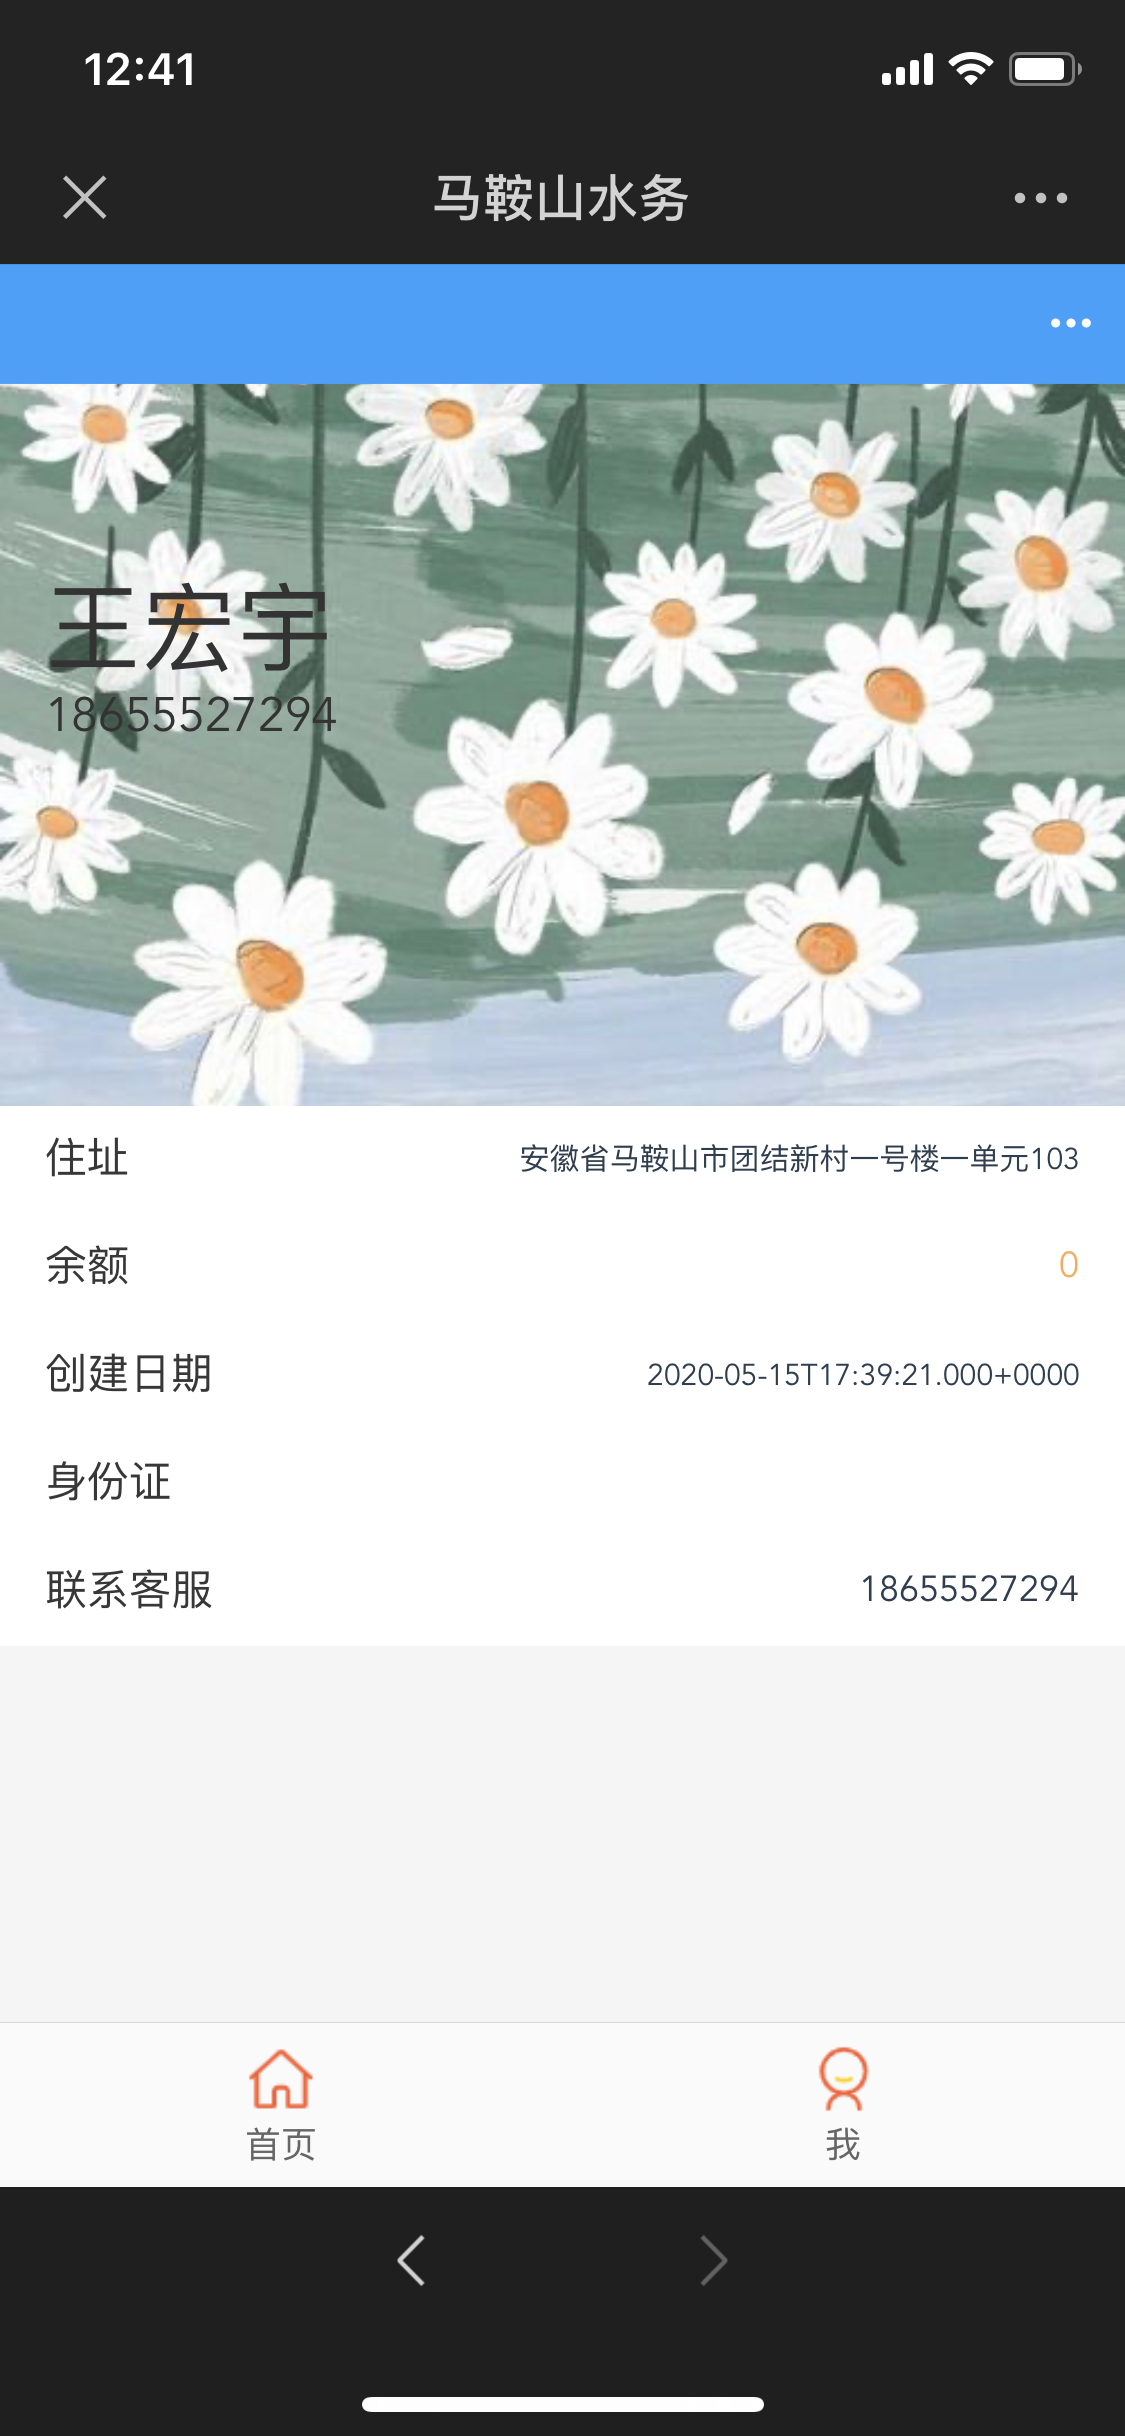 12:41
马鞍山水务
王宏宇
18655527294
住址 安徽省马鞍山市团结新村一号楼一单元103
余额 0
创建日期 2020-05-15T17:39:21.000+0000
身份证
联系客服 18655527294
首页 我